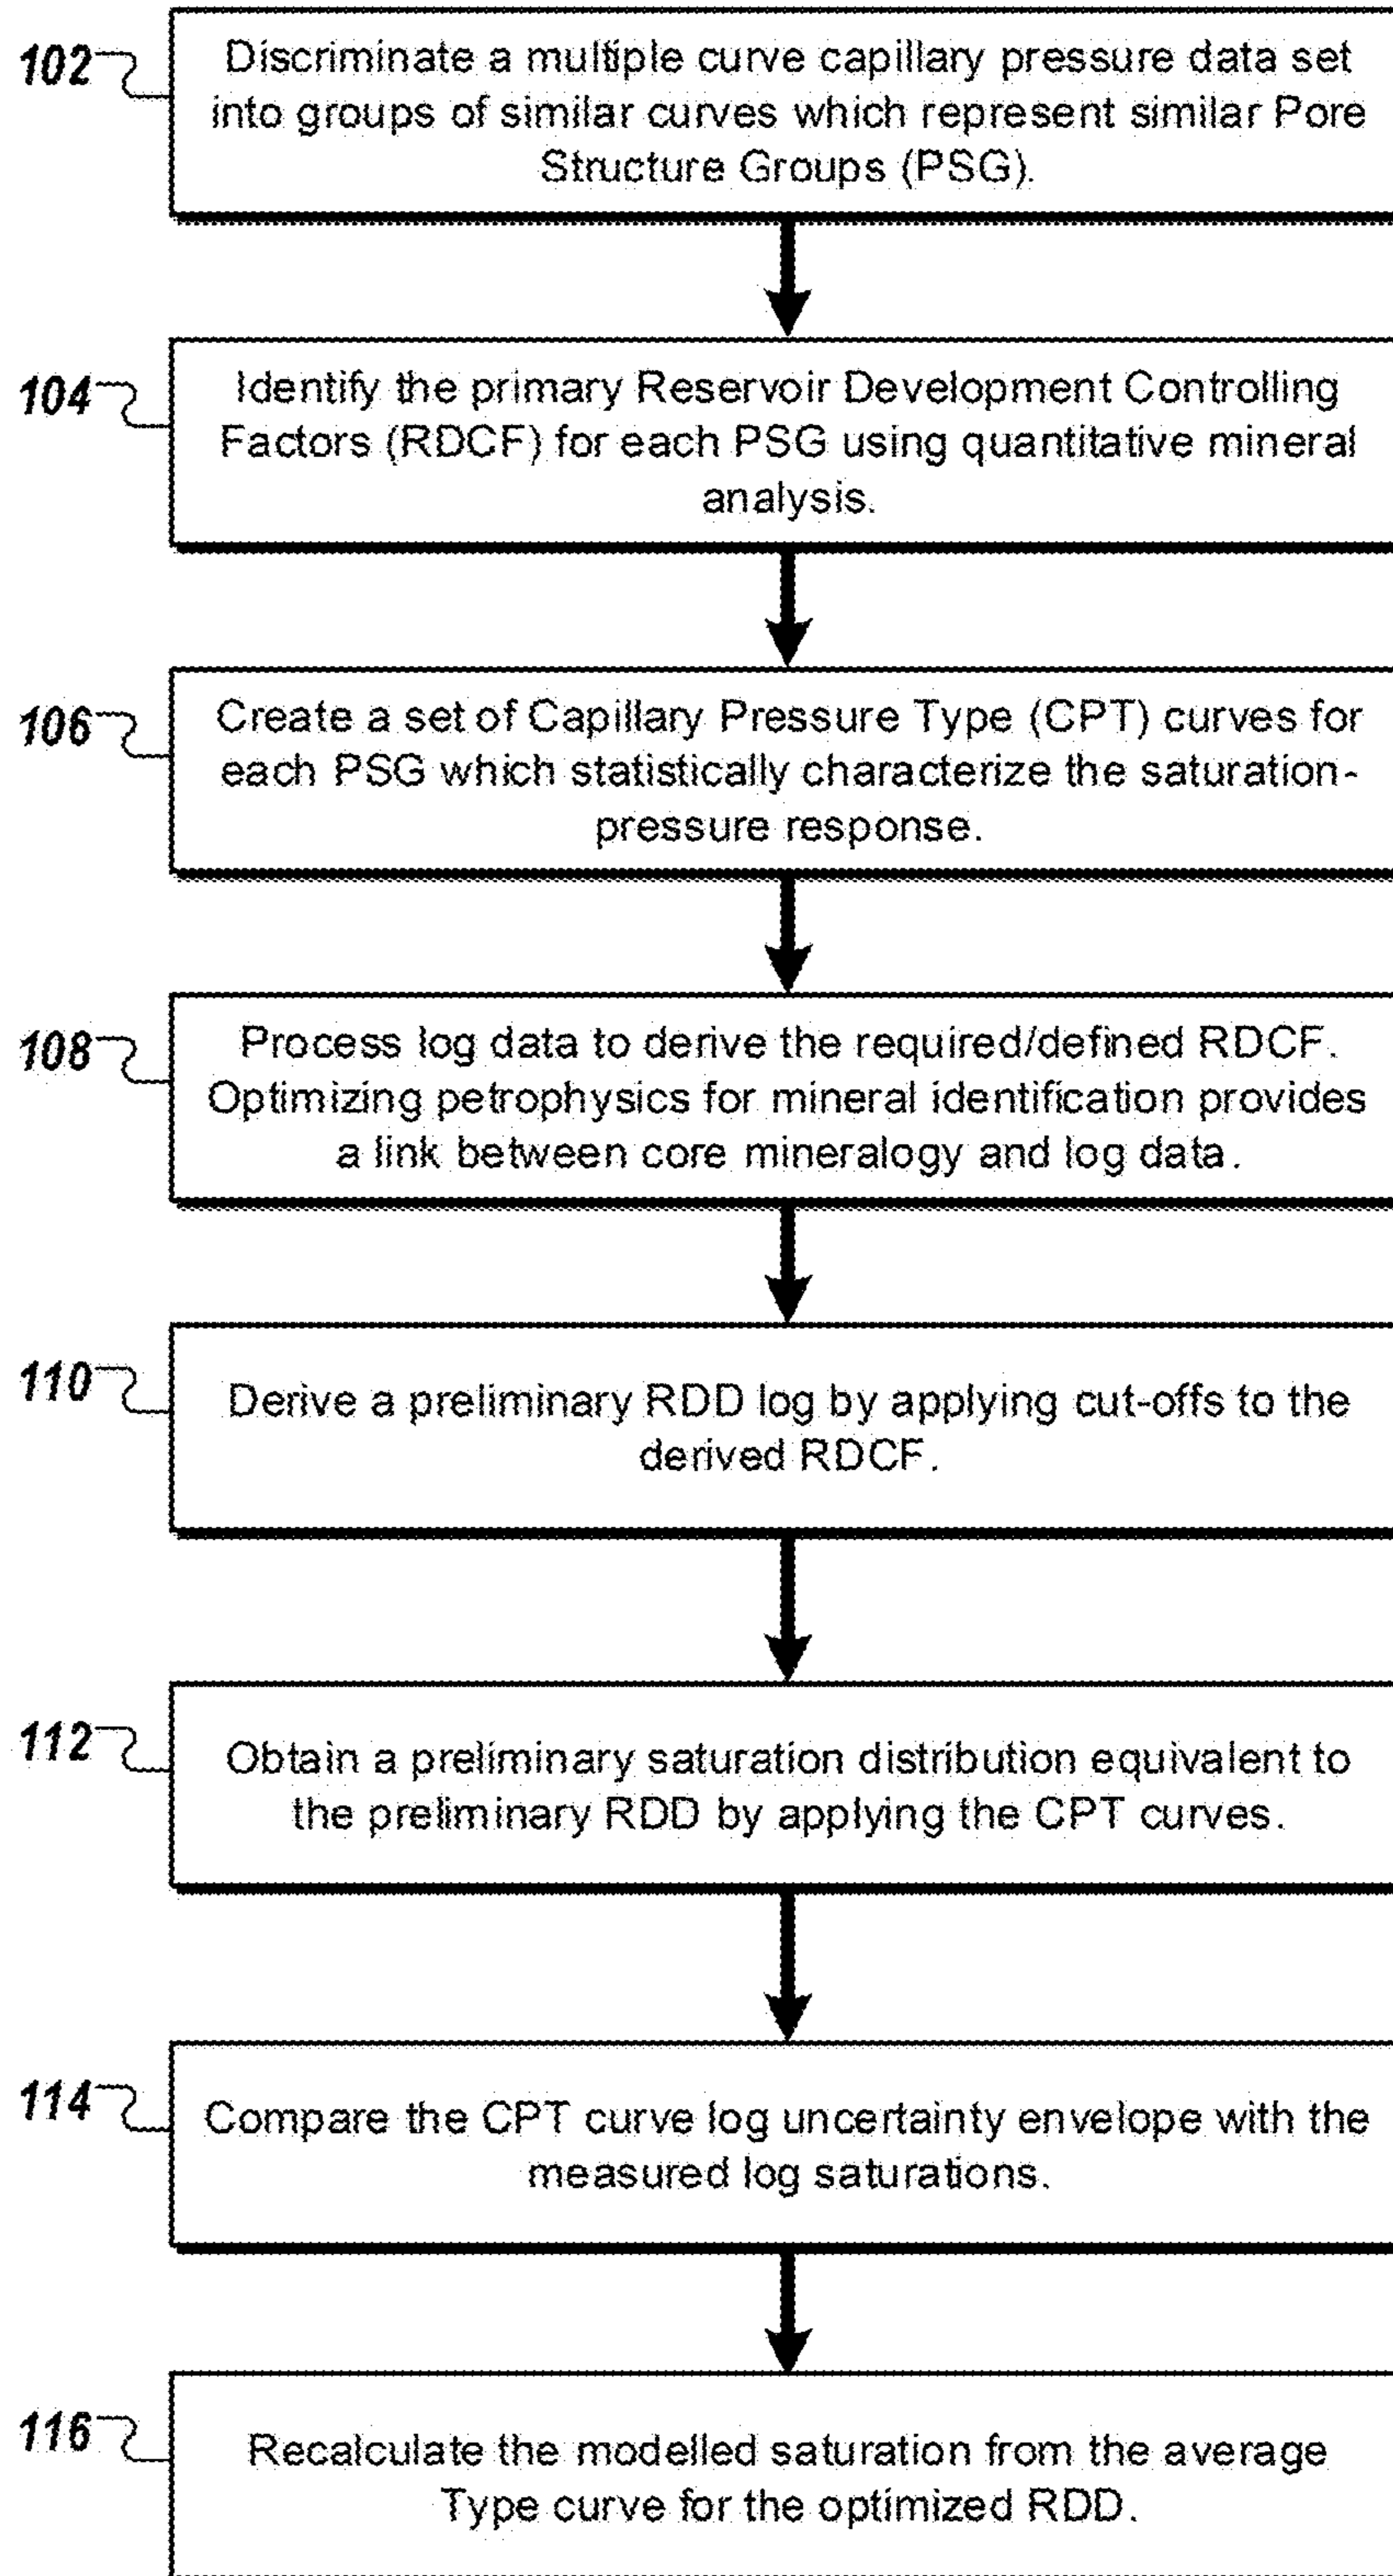 102
Discriminate a multiple curve capillary pressure data set
into groups of similar curves which represent similar Pore
Structure Groups (PSG).
104
Identify the primary Reservoir Development Controlling
Factors (RDCF) for each PSG using quantitative mineral
analysis.
106
Create a set of Capillary Pressure Type (CPT) curves for
each PSG which statistically characterize the saturation-
pressure response.
108
Process log data to derive the required/defined RDCF.
Optimizing petrophysics for mineral identification provides
a link between core mineralogy and log data.
110
Derive a preliminary RDD log by applying cut-offs to the
derived RDCF.
112
Obtain a preliminary saturation distribution equivalent to
the preliminary RDD by applying the CPT curves.
114
Compare the CPT curve log uncertainty envelope with the
measured log saturations.
116
Recalculate the modelled saturation from the average
Type curve for the optimized RDD.